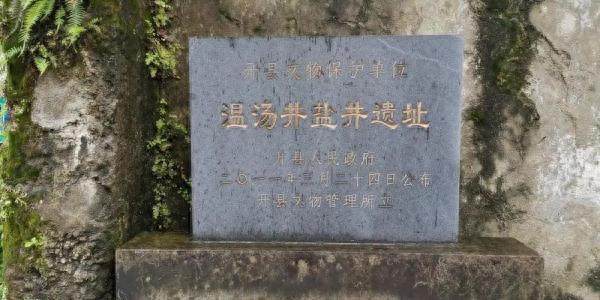 开县文物保护单位
温汤井盐井遗址
开县人民政府
二〇一一年三月二十四日公布
开县文物管理所立